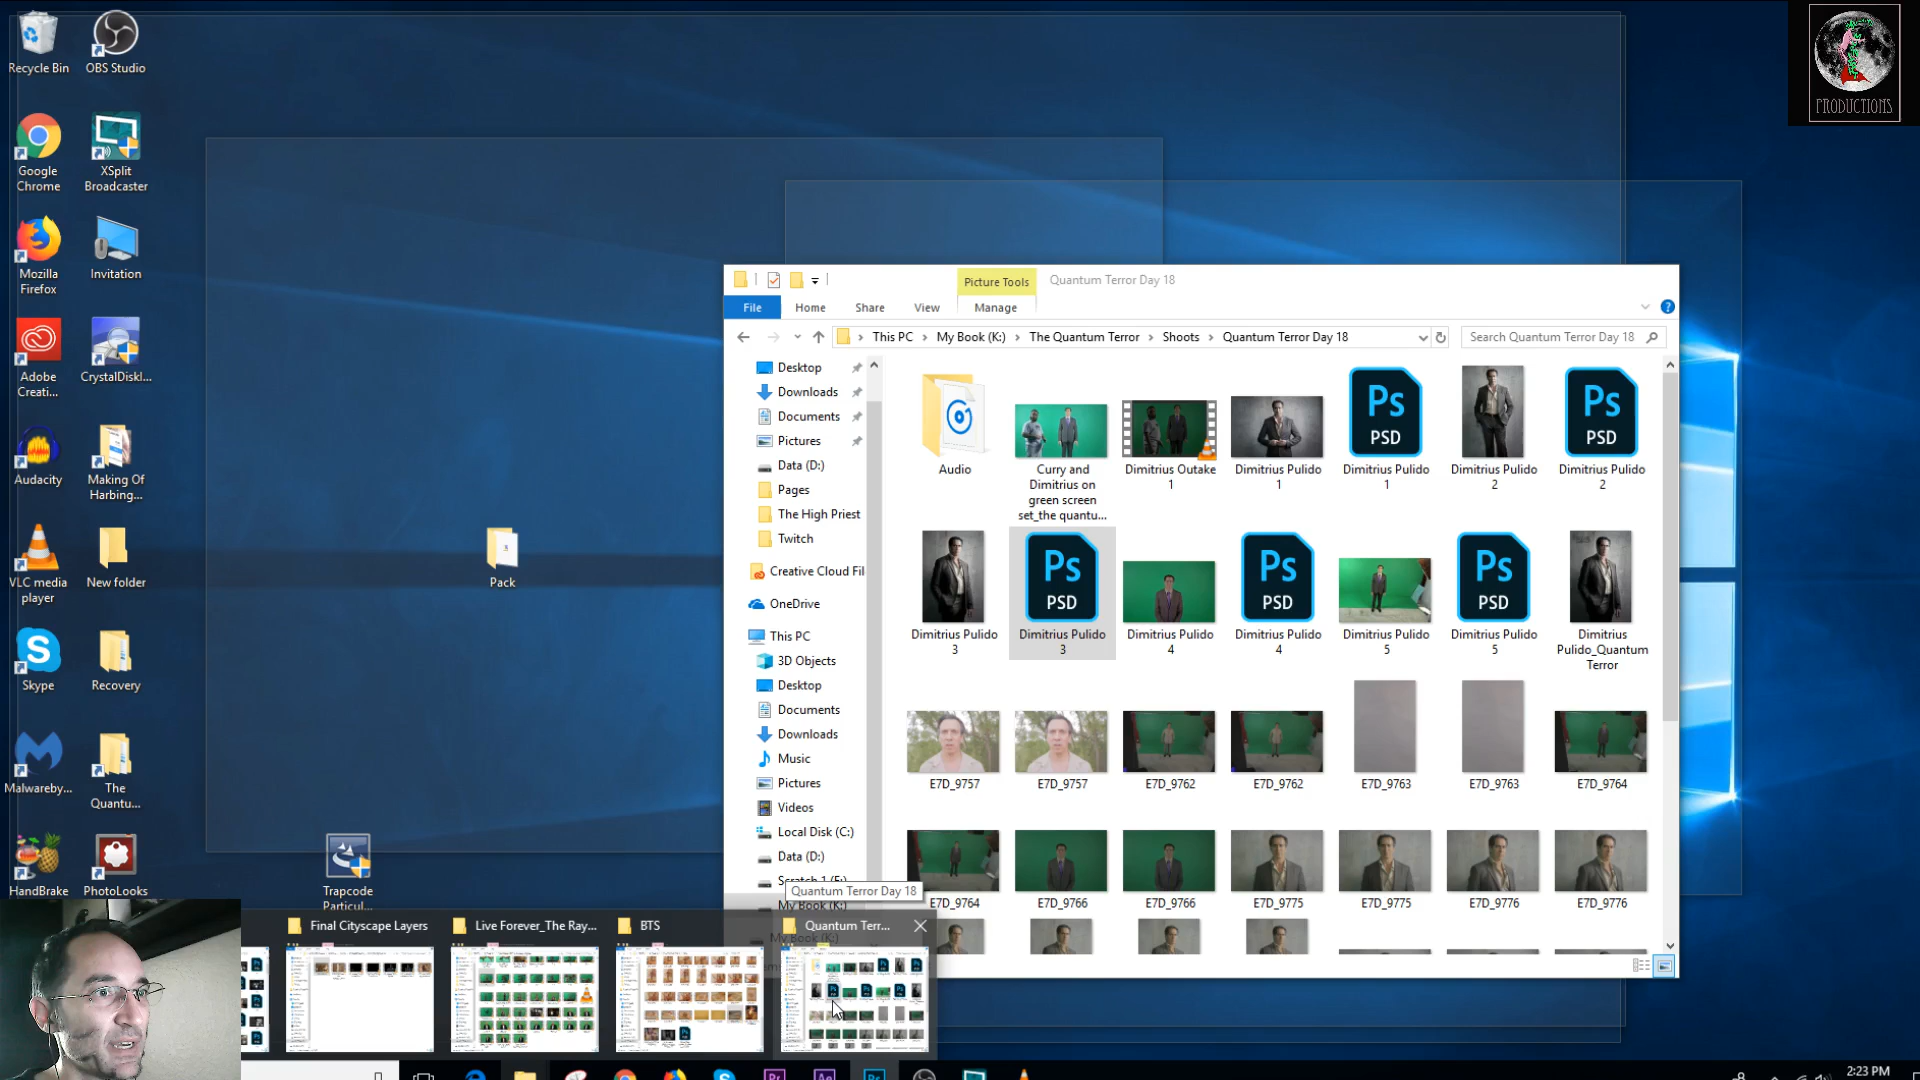 Recycle Bin
OBS Studio
Google
Chrome
XSplit
Broadcaster
Mozilla
Firefox
Invitation
Adobe
Creati...
CrystalDiskI...
Audacity
Making Of
Harbing...
VLC media
player
New folder
Skype
Recovery
Malwareby...
The
Quantu...
HandBrake
PhotoLooks
Pack
Trapcode
Particul...
PRODUCTIONS
Picture Tools
Quantum Terror Day 18
File
Home
Share
View
Manage
This PC
My Book (K:)
The Quantum Terror
Shoots
Quantum Terror Day 18
Search Quantum Terror Day 18
Desktop
Downloads
Documents
Pictures
Data (D:)
Pages
The High Priest
Twitch
Creative Cloud Fil
OneDrive
This PC
3D Objects
Desktop
Documents
Downloads
Music
Pictures
Videos
Local Disk (C:)
Data (D:)
Quantum Terror Day 18
My Book (K:)
Audio
Curry and
Dimitrius on
green screen
set_the quantu...
Dimitrius Outake
1
Dimitrius Pulido
1
Ps
PSD
Dimitrius Pulido
1
Dimitrius Pulido
2
Ps
PSD
Dimitrius Pulido
2
Dimitrius Pulido
3
Ps
PSD
Dimitrius Pulido
3
Dimitrius Pulido
4
Ps
PSD
Dimitrius Pulido
4
Dimitrius Pulido
5
Ps
PSD
Dimitrius Pulido
5
Dimitrius
Pulido_Quantum
Terror
E7D_9757
E7D_9757
E7D_9762
E7D_9762
E7D_9763
E7D_9763
E7D_9764
E7D_9764
E7D_9766
E7D_9766
E7D_9775
E7D_9775
E7D_9776
E7D_9776
Final Cityscape Layers
Live Forever_The Ray...
BTS
Quantum Terr...
2:23 PM